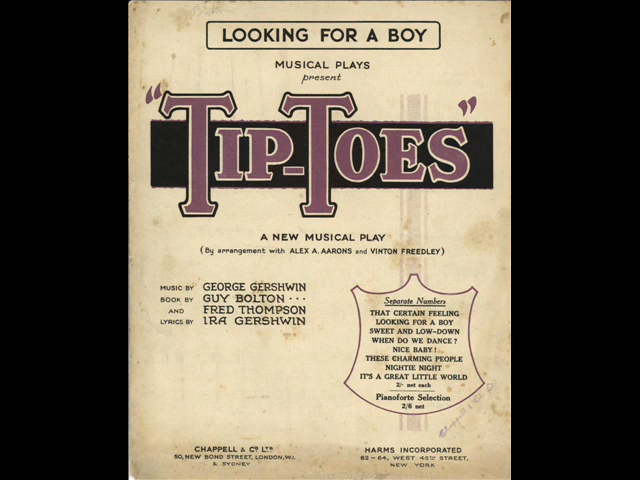 LOOKING FOR A BOY
MUSICAL PLAYS
present
"TIP-TOES"
A NEW MUSICAL PLAY
(By arrangement with ALEX A. AARONS and VINTON FREEDLEY)
MUSIC BY GEORGE GERSHWIN
BOOK BY GUY BOLTON ...
AND FRED THOMPSON
LYRICS BY IRA GERSHWIN
Separate Numbers
THAT CERTAIN FEELING
LOOKING FOR A BOY
SWEET AND LOW-DOWN
WHEN DO WE DANCE?
NICE BABY!
THESE CHARMING PEOPLE
NIGHTIE NIGHT
IT'S A GREAT LITTLE WORLD
2/- net each
Pianoforte Selection
2/6 net
CHAPPELL & CO LTD
50, NEW BOND STREET, LONDON, W.1.
& SYDNEY
HARMS INCORPORATED
62-64, WEST 45TH STREET,
NEW YORK